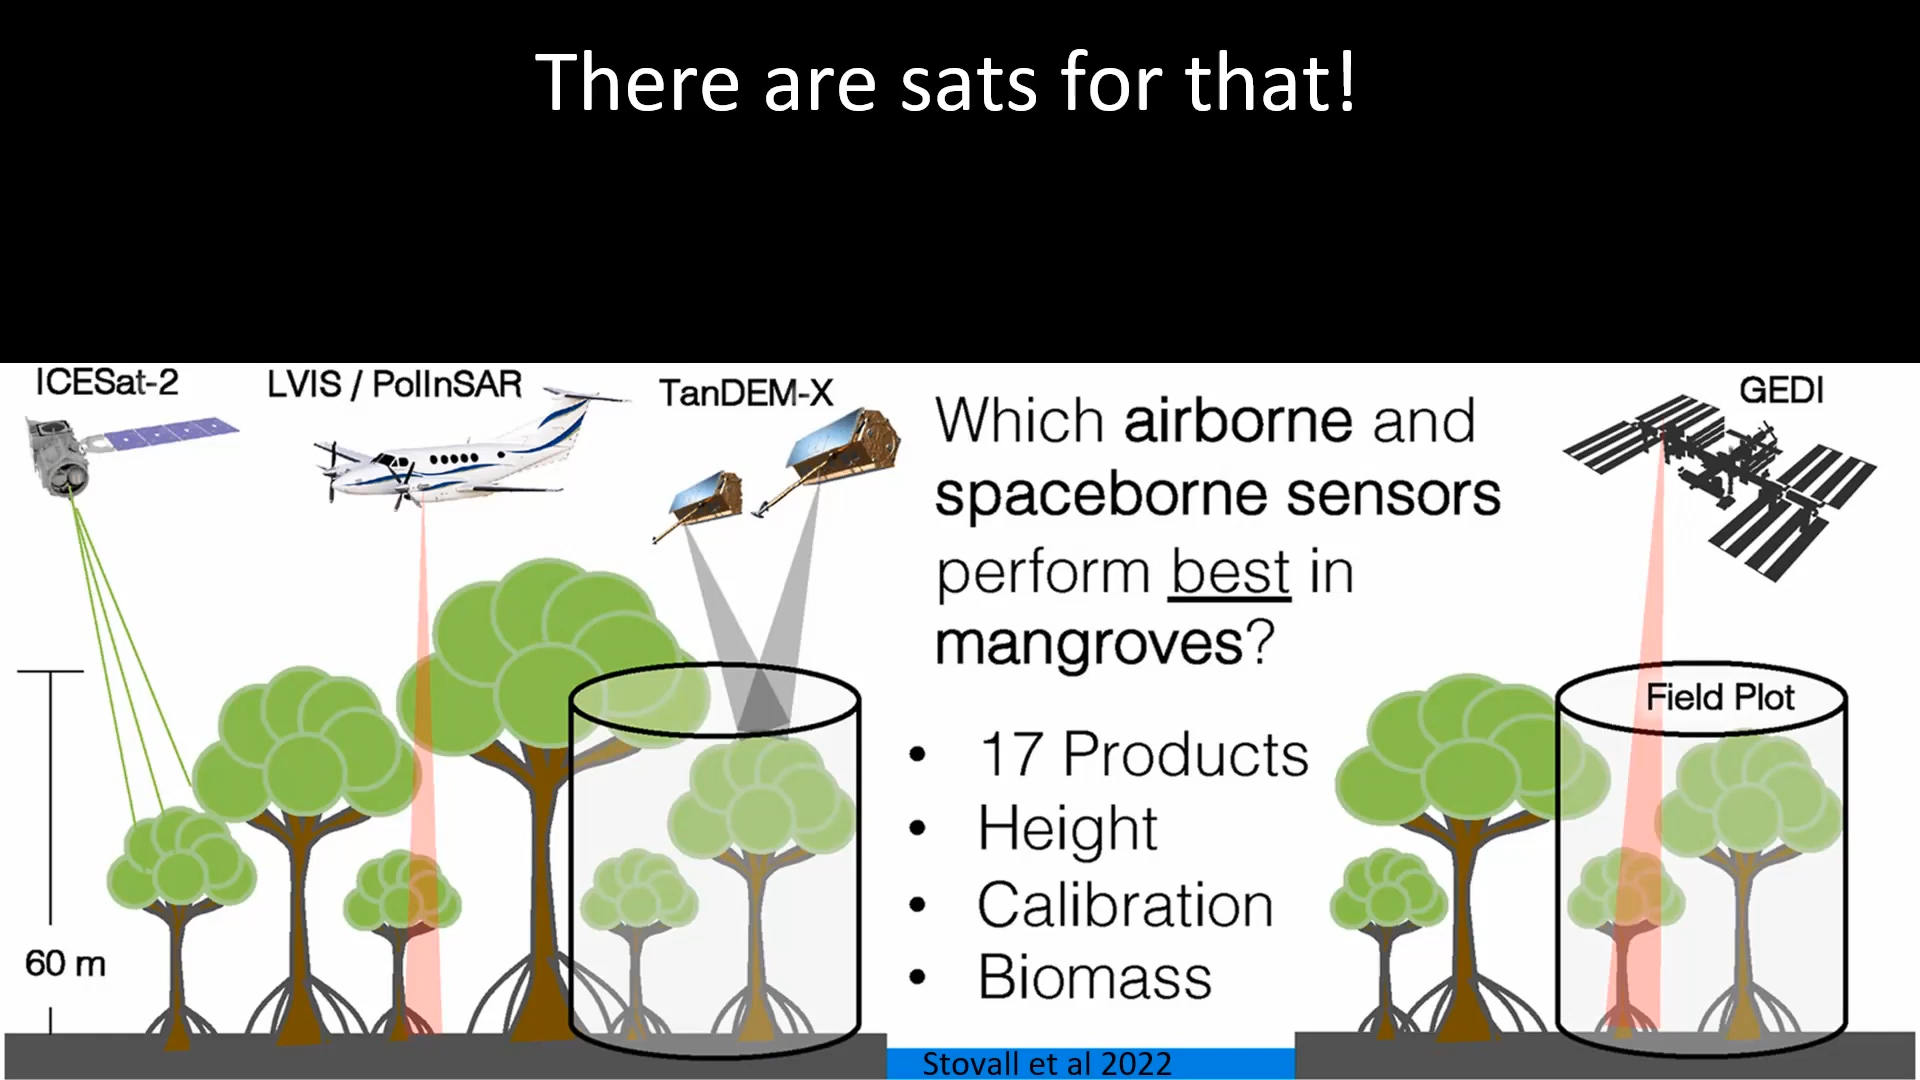 There are sats for that!
ICESat-2
LVIS / PolInSAR
TanDEM-X
Which airborne and
spaceborne sensors
perform best in
mangroves?
• 17 Products
• Height
• Calibration
• Biomass
GEDI
Field Plot
60 m
Stovall et al 2022